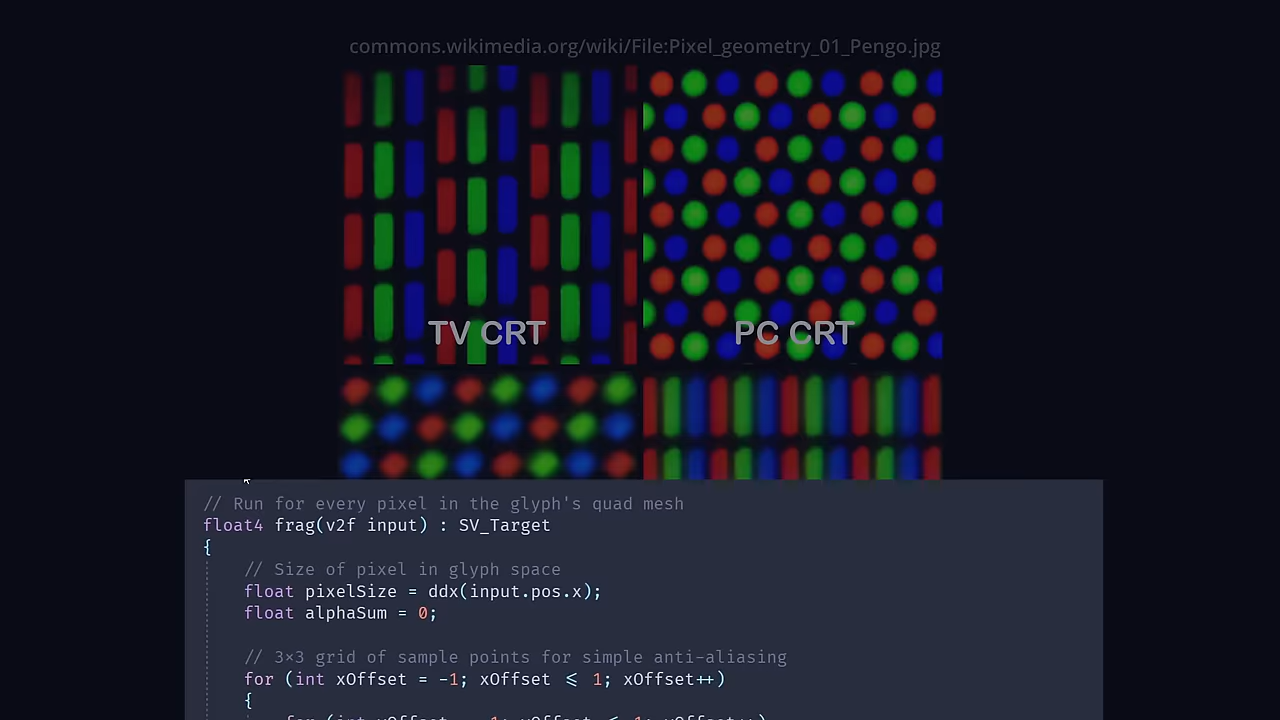 commons.wikimedia.org/wiki/File:Pixel_geometry_01_Pengo.jpg
TV CRT
PC CRT
// Run for every pixel in the glyph's quad mesh
float4 frag(v2f input) : SV_Target
{
// Size of pixel in glyph space
float pixelSize = ddx(input.pos.x);
float alphaSum = 0;
// 3×3 grid of sample points for simple anti-aliasing
for (int xOffset = -1; xOffset ≤ 1; xOffset++)
{